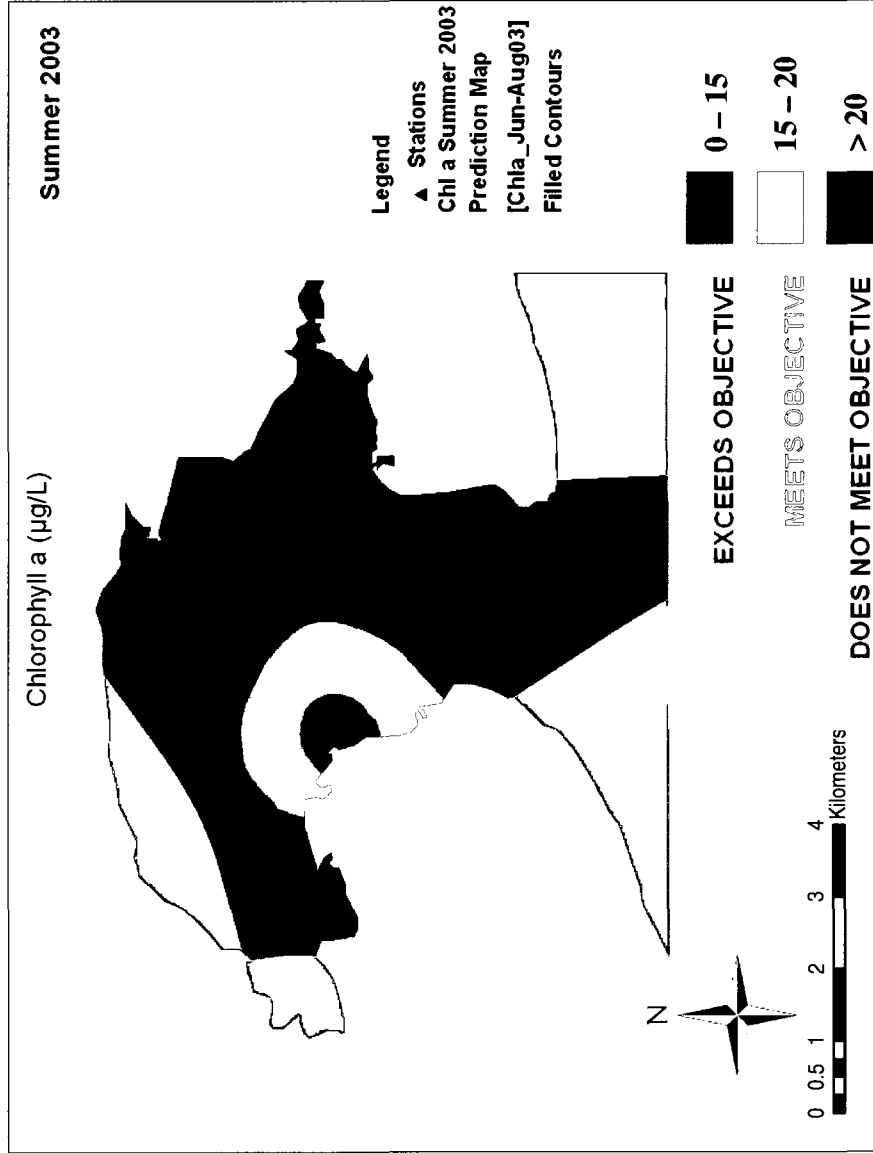 Summer 2003
Chlorophyll a (µg/L)
Legend
Stations
Chl a Summer 2003
Prediction Map
[Chla_Jun-Aug03]
Filled Contours
EXCEEDS OBJECTIVE 0 – 15
MEETS OBJECTIVE 15 – 20
DOES NOT MEET OBJECTIVE > 20
N
0 0.5 1 2 3 4
Kilometers